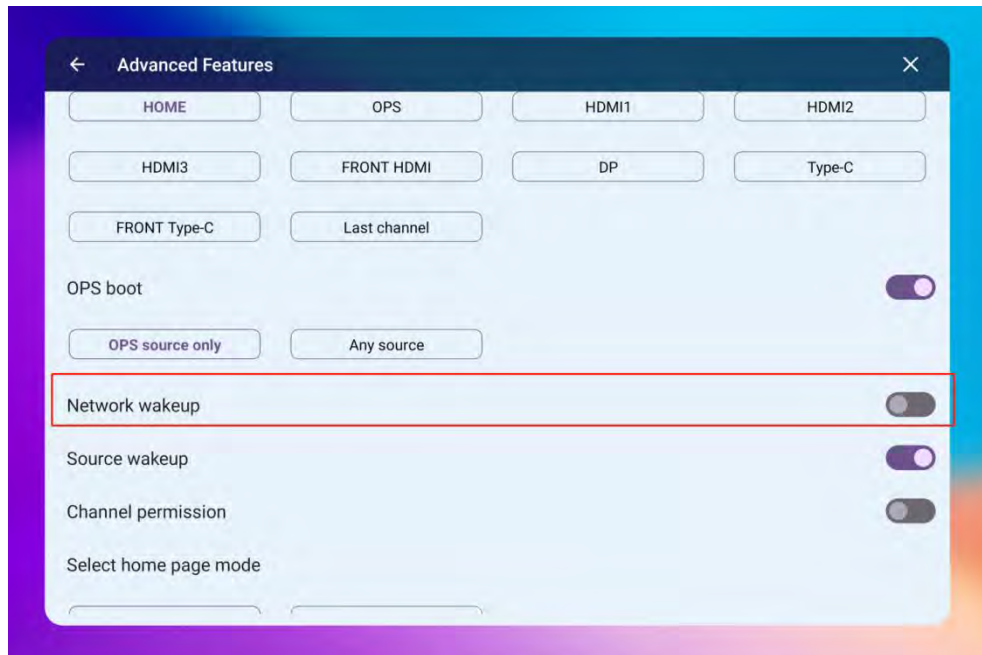 Advanced Features
HOME OPS HDMI1 HDMI2
HDMI3 FRONT HDMI DP Type-C
FRONT Type-C Last channel
OPS boot
OPS source only Any source
Network wakeup
Source wakeup
Channel permission
Select home page mode